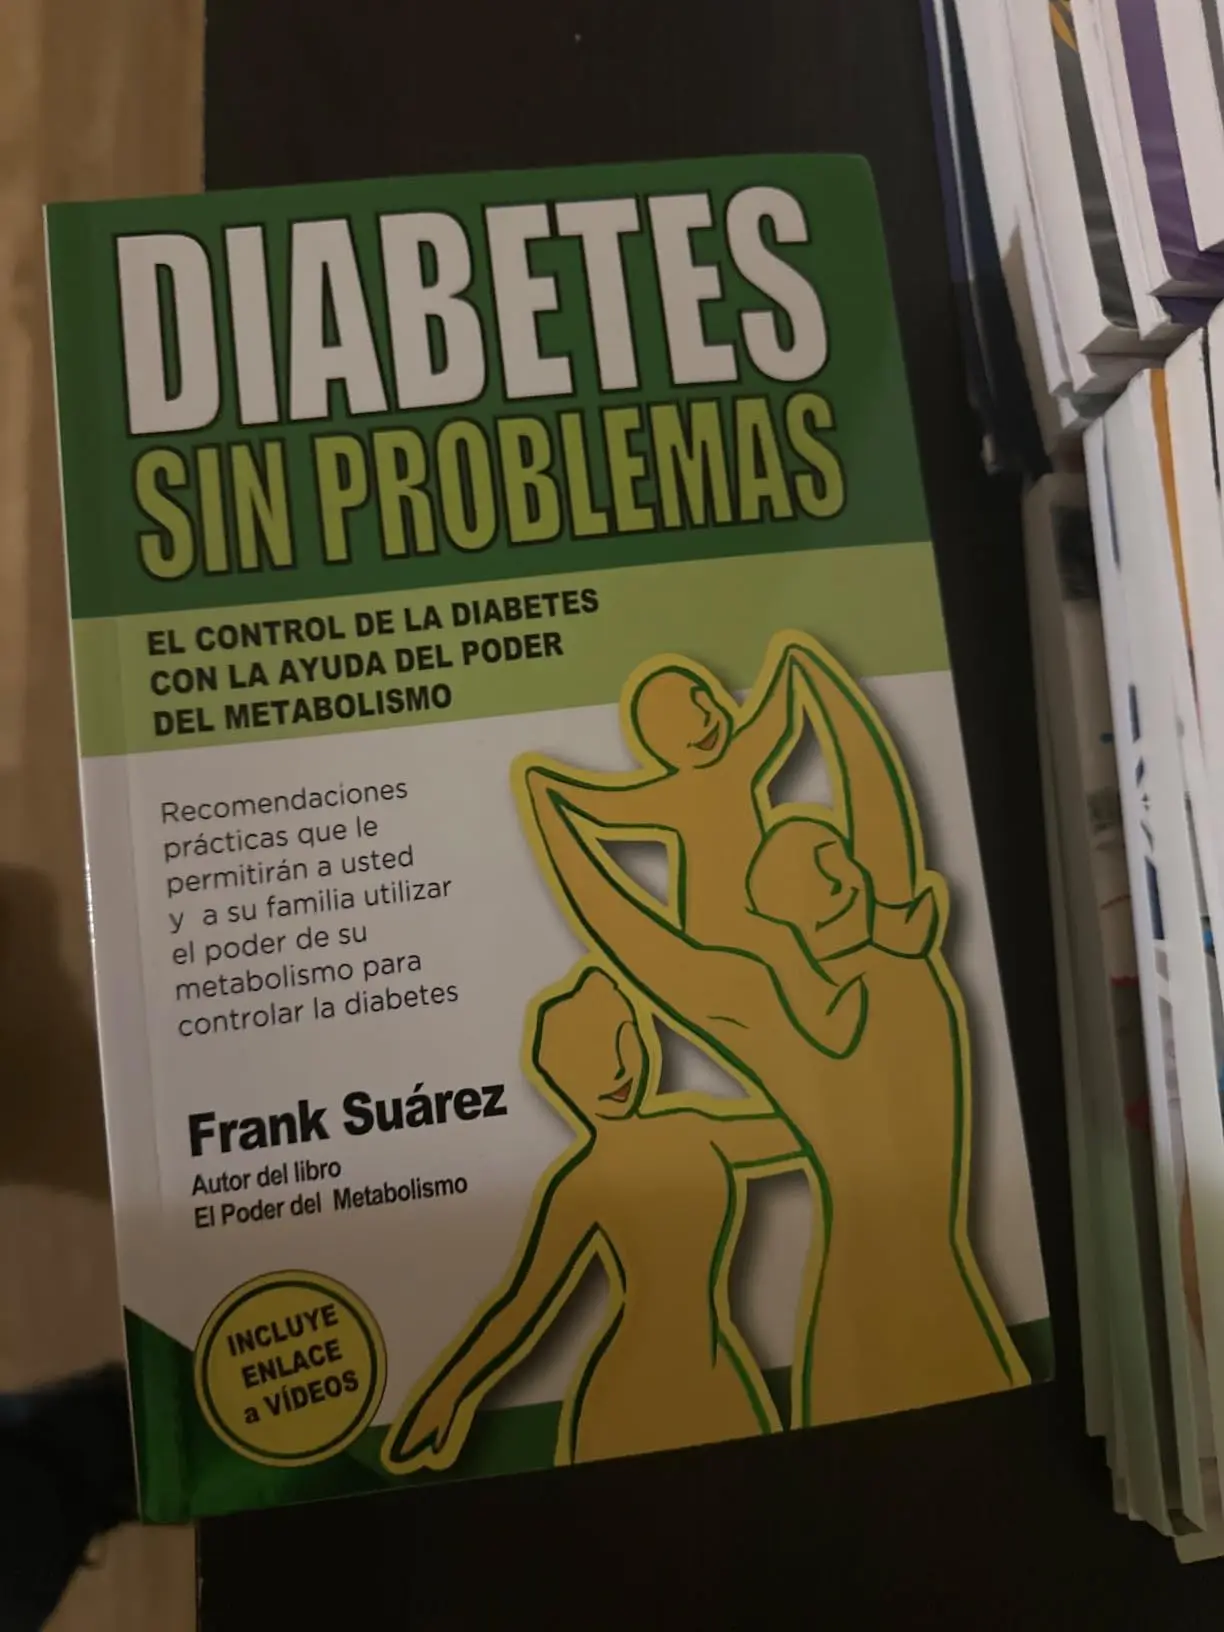 DIABETES
SIN PROBLEMAS
EL CONTROL DE LA DIABETES
CON LA AYUDA DEL PODER
DEL METABOLISMO
Recomendaciones
prácticas que le
permitirán a usted
y a su familia utilizar
el poder de su
metabolismo para
controlar la diabetes
Frank Suárez
Autor del libro
El Poder del Metabolismo
INCLUYE
ENLACE
a VÍDEOS